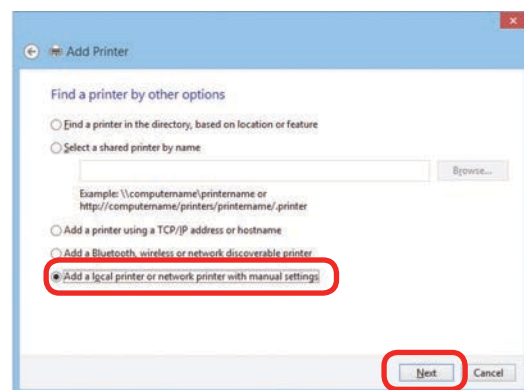 Add Printer
Find a printer by other options
Find a printer in the directory, based on location or feature
Select a shared printer by name
Browse...
Example: \\computername\printername or
http://computername/printers/printername/.printer
Add a printer using a TCP/IP address or hostname
Add a Bluetooth, wireless or network discoverable printer
Add a local printer or network printer with manual settings
Next Cancel